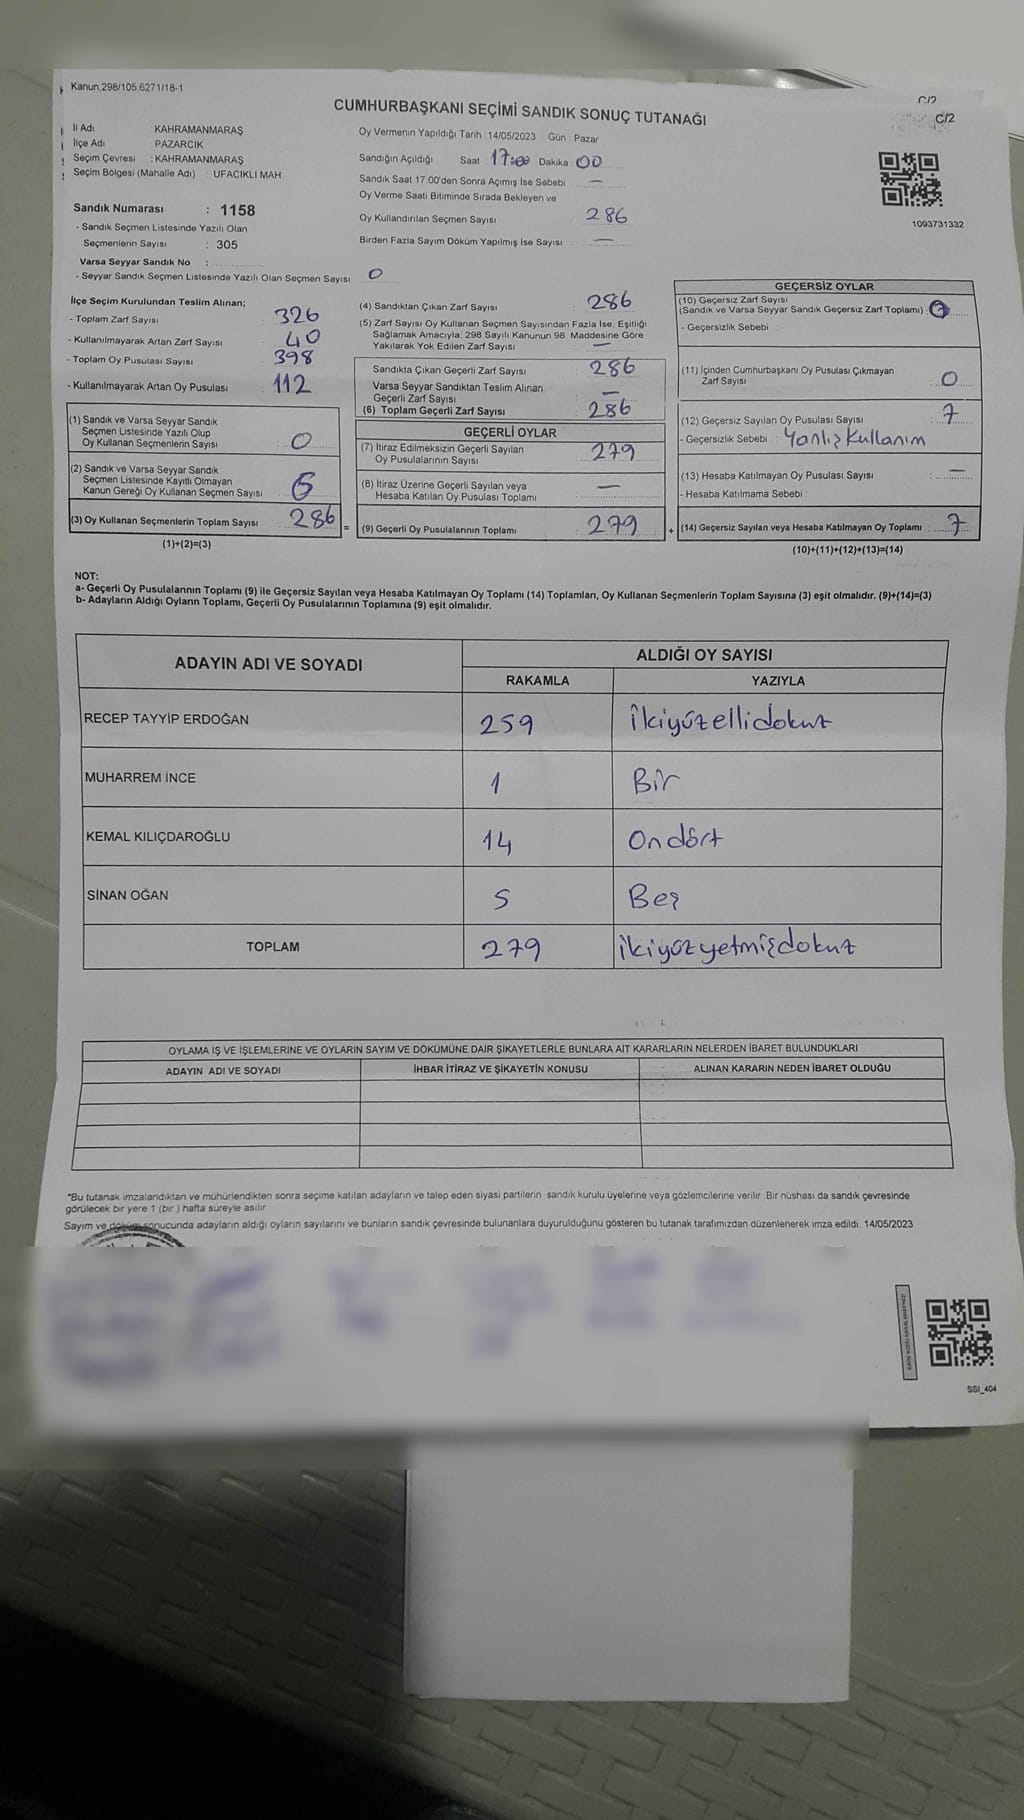 Kanun,298/105.6271/18-1
CUMHURBAŞKANI SEÇİMİ SANDIK SONUÇ TUTANAĞI
C/2
C/2
İl Adı KAHRAMANMARAŞ
İlçe Adı PAZARCIK
Seçim Çevresi : KAHRAMANMARAŞ
Seçim Bölgesi (Mahalle Adı) UFACIKLI MAH.
Sandık Numarası : 1158
- Sandık Seçmen Listesinde Yazılı Olan
Seçmenlerin Sayısı : 305
Varsa Seyyar Sandık No :
- Seyyar Sandık Seçmen Listesinde Yazılı Olan Seçmen Sayısı 0
Oy Vermenin Yapıldığı Tarih :14/05/2023 Gün : Pazar
Sandığın Açıldığı Saat 17:00 Dakika : 00
Sandık Saat 17:00'den Sonra Açımış İse Sebebi : —
Oy Verme Saati Bitiminde Sırada Bekleyen ve
Oy Kullandırılan Seçmen Sayısı : 286
Birden Fazla Sayım Döküm Yapılmış İse Sayısı : —
1093731332
İlçe Seçim Kurulundan Teslim Alınan;
- Toplam Zarf Sayısı : 326
- Kullanılmayarak Artan Zarf Sayısı : 40
- Toplam Oy Pusulası Sayısı : 398
- Kullanılmayarak Artan Oy Pusulası : 112
(1) Sandık ve Varsa Seyyar Sandık
Seçmen Listesinde Yazılı Olup
Oy Kullanan Seçmenlerin Sayısı : 0
(2) Sandık ve Varsa Seyyar Sandık
Seçmen Listesinde Kayıtlı Olmayan
Kanun Gereği Oy Kullanan Seçmen Sayısı : 6
(3) Oy Kullanan Seçmenlerin Toplam Sayısı : 286
(1)+(2)=(3)
=
(4) Sandıktan Çıkan Zarf Sayısı : 286
(5) Zarf Sayısı Oy Kullanan Seçmen Sayısından Fazla İse, Eşitliği
Sağlamak Amacıyla; 298 Sayılı Kanunun 98. Maddesine Göre
Yakılarak Yok Edilen Zarf Sayısı : —
Sandıkta Çıkan Geçerli Zarf Sayısı : 286
Varsa Seyyar Sandıktan Teslim Alınan
Geçerli Zarf Sayısı : —
(6) Toplam Geçerli Zarf Sayısı : 286
GEÇERLİ OYLAR
(7) İtiraz Edilmeksizin Geçerli Sayılan
Oy Pusulalarının Sayısı : 279
(8) İtiraz Üzerine Geçerli Sayılan veya
Hesaba Katılan Oy Pusulası Toplamı : —
(9) Geçerli Oy Pusulalarının Toplamı : 279
+
GEÇERSİZ OYLAR
(10) Geçersiz Zarf Sayısı
(Sandık ve Varsa Seyyar Sandık Geçersiz Zarf Toplamı) :
- Geçersizlik Sebebi :
(11) İçinden Cumhurbaşkanı Oy Pusulası Çıkmayan
Zarf Sayısı : 0
(12) Geçersiz Sayılan Oy Pusulası Sayısı : 7
- Geçersizlik Sebebi : Yanlış Kullanım
(13) Hesaba Katılmayan Oy Pusulası Sayısı : —
- Hesaba Katılmama Sebebi :
(14) Geçersiz Sayılan veya Hesaba Katılmayan Oy Toplamı : 7
(10)+(11)+(12)+(13)=(14)
NOT:
a- Geçerli Oy Pusulalarının Toplamı (9) ile Geçersiz Sayılan veya Hesaba Katılmayan Oy Toplamı (14) Toplamları, Oy Kullanan Seçmenlerin Toplam Sayısına (3) eşit olmalıdır. (9)+(14)=(3)
b- Adayların Aldığı Oyların Toplamı, Geçerli Oy Pusulalarının Toplamına (9) eşit olmalıdır.
ADAYIN ADI VE SOYADI ALDIĞI OY SAYISI
RAKAMLA YAZIYLA
RECEP TAYYİP ERDOĞAN 259 ikiyüzellidokuz
MUHARREM İNCE 1 Bir
KEMAL KILIÇDAROĞLU 14 Ondört
SİNAN OĞAN 5 Beş
TOPLAM 279 ikiyüzyetmişdokuz
OYLAMA İŞ VE İŞLEMLERİNE VE OYLARIN SAYIM VE DÖKÜMÜNE DAİR ŞİKAYETLERLE BUNLARA AİT KARARLARIN NELERDEN İBARET BULUNDUKLARI
ADAYIN ADI VE SOYADI İHBAR İTİRAZ VE ŞİKAYETİN KONUSU ALINAN KARARIN NEDEN İBARET OLDUĞU
*Bu tutanak imzalandıktan ve mühürlendikten sonra seçime katılan adayların ve talep eden siyasi partilerin sandık kurulu üyelerine veya gözlemcilerine verilir. Bir nüshası da sandık çevresinde
görülecek bir yere 1 (bir ) hafta süreyle asılır.
Sayım ve döküm sonucunda adayların aldığı oyların sayılarını ve bunların sandık çevresinde bulunanlara duyurulduğunu gösteren bu tutanak tarafımızdan düzenlenerek imza edildi. 14/05/2023
SSI_404